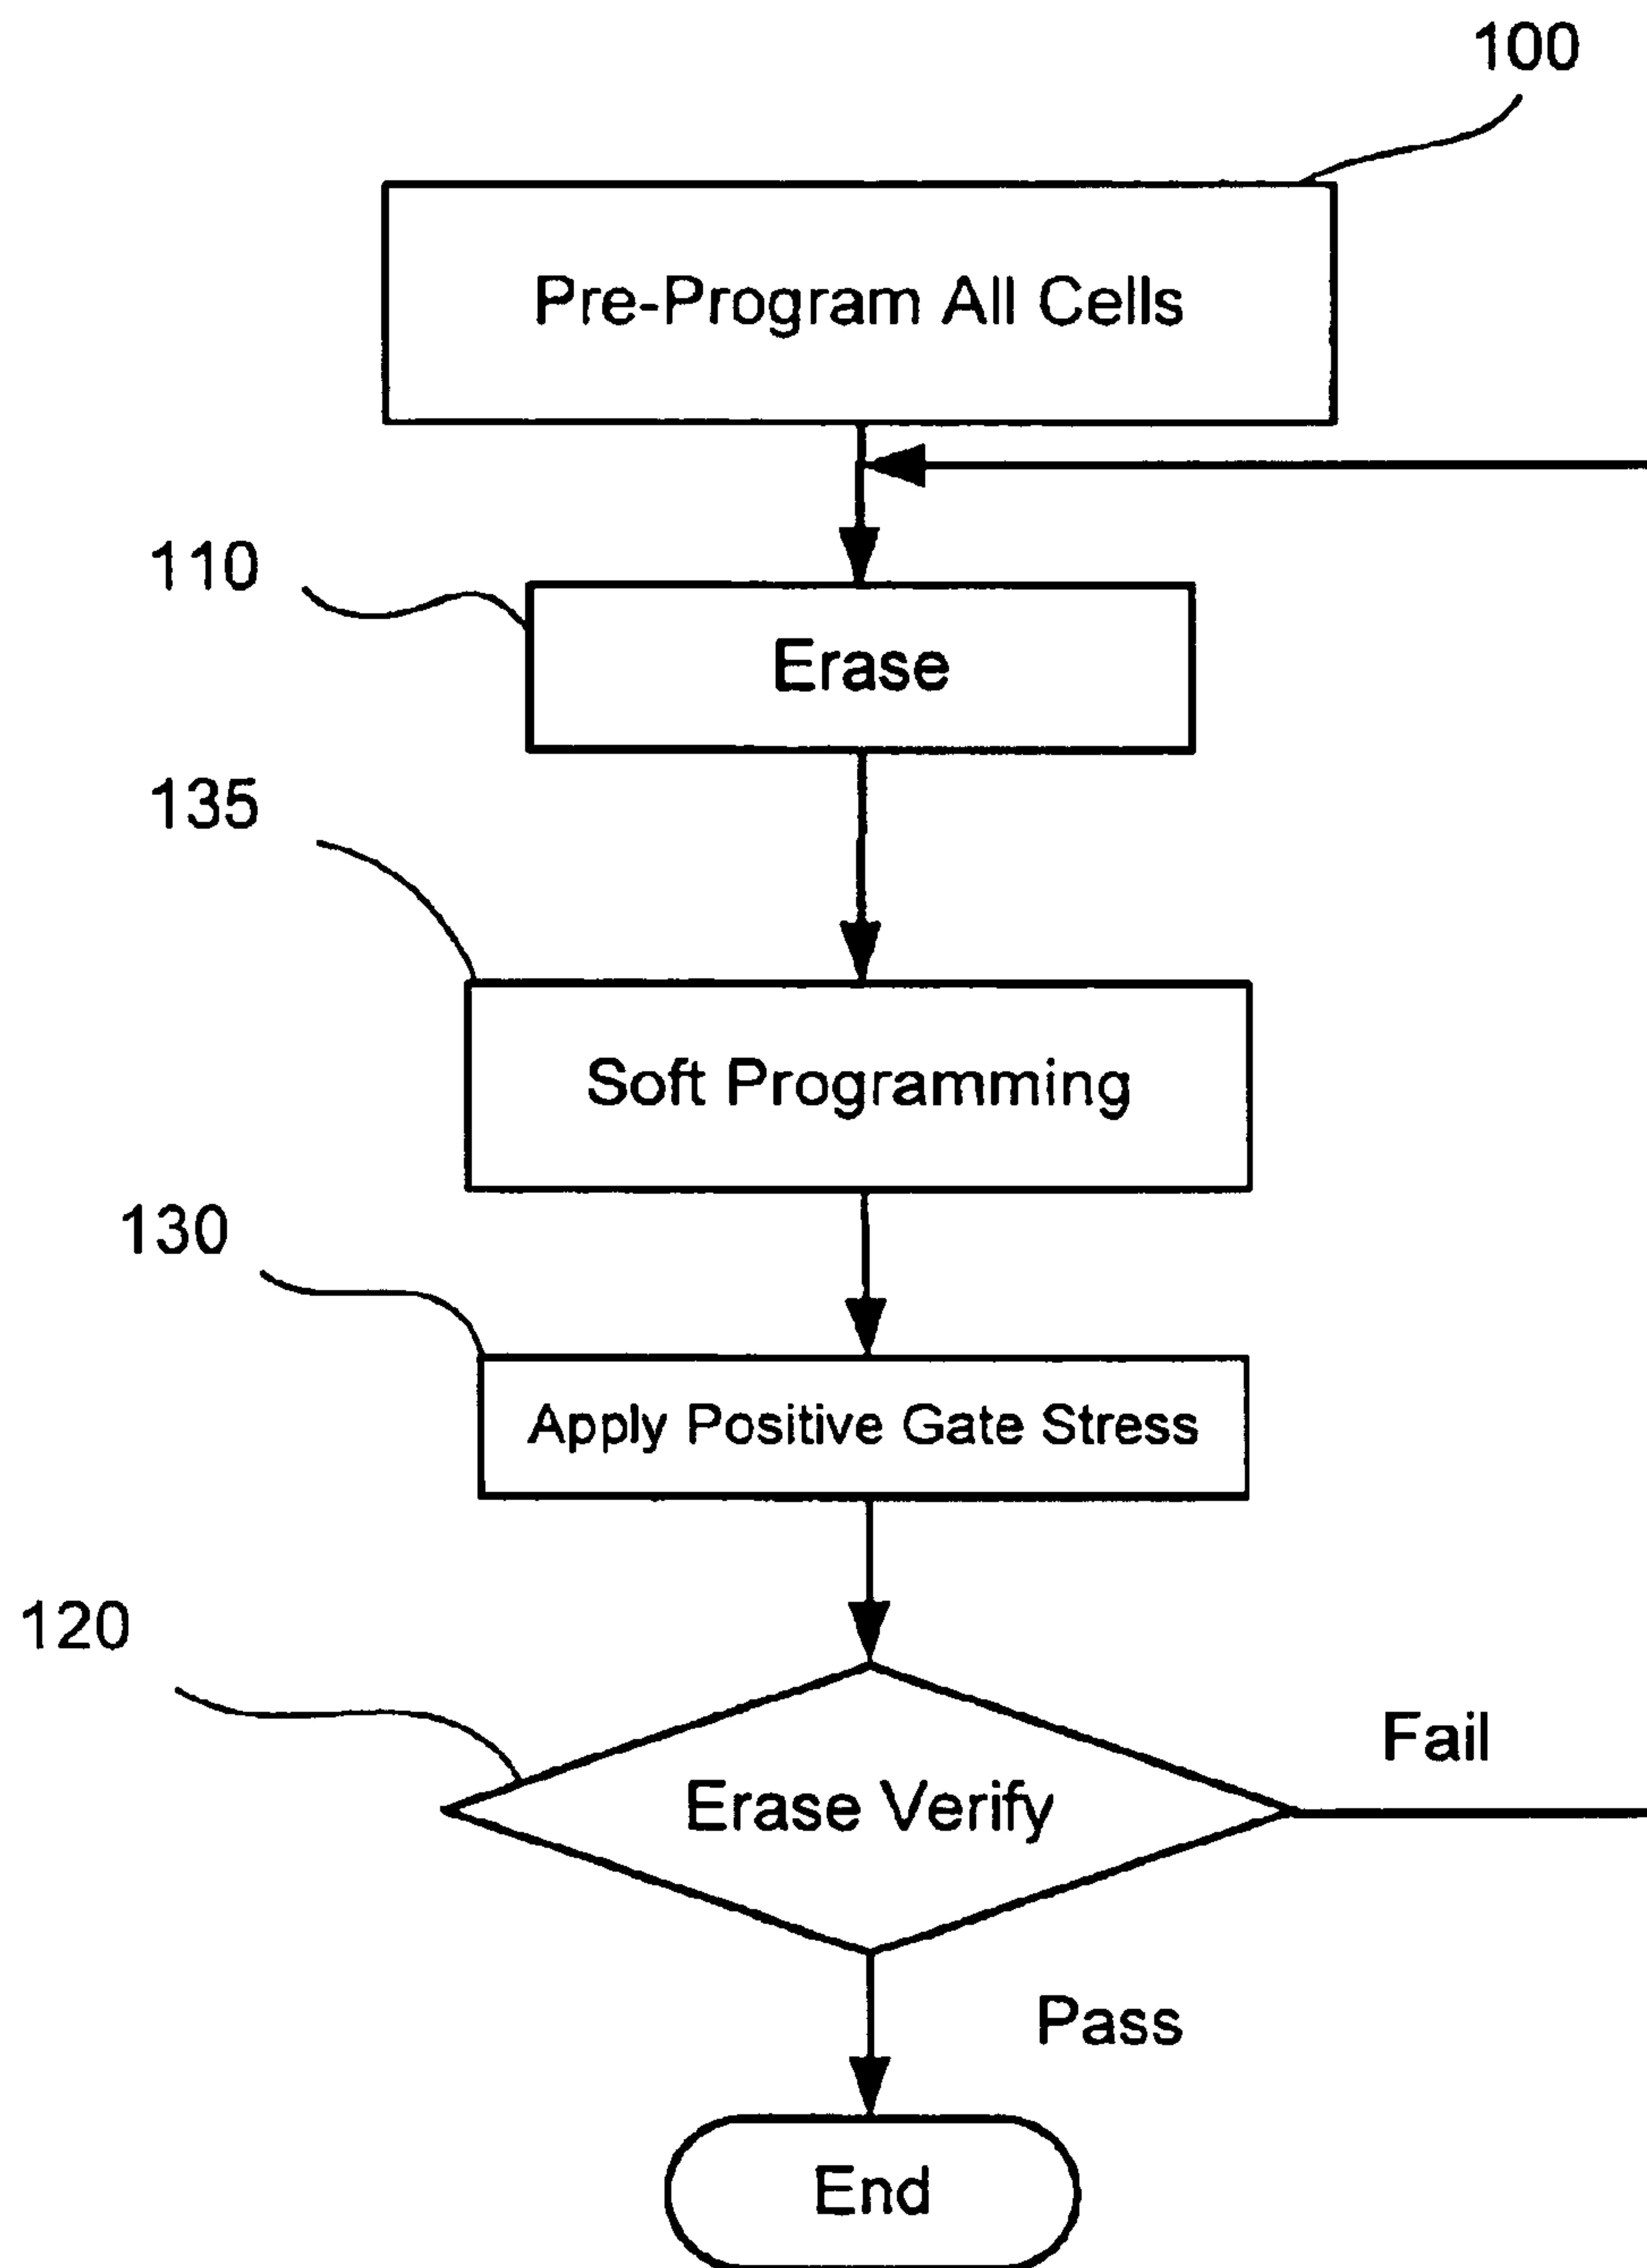 100
Pre-Program All Cells
110
Erase
135
Soft Programming
130
Apply Positive Gate Stress
120
Erase Verify
Fail
Pass
End